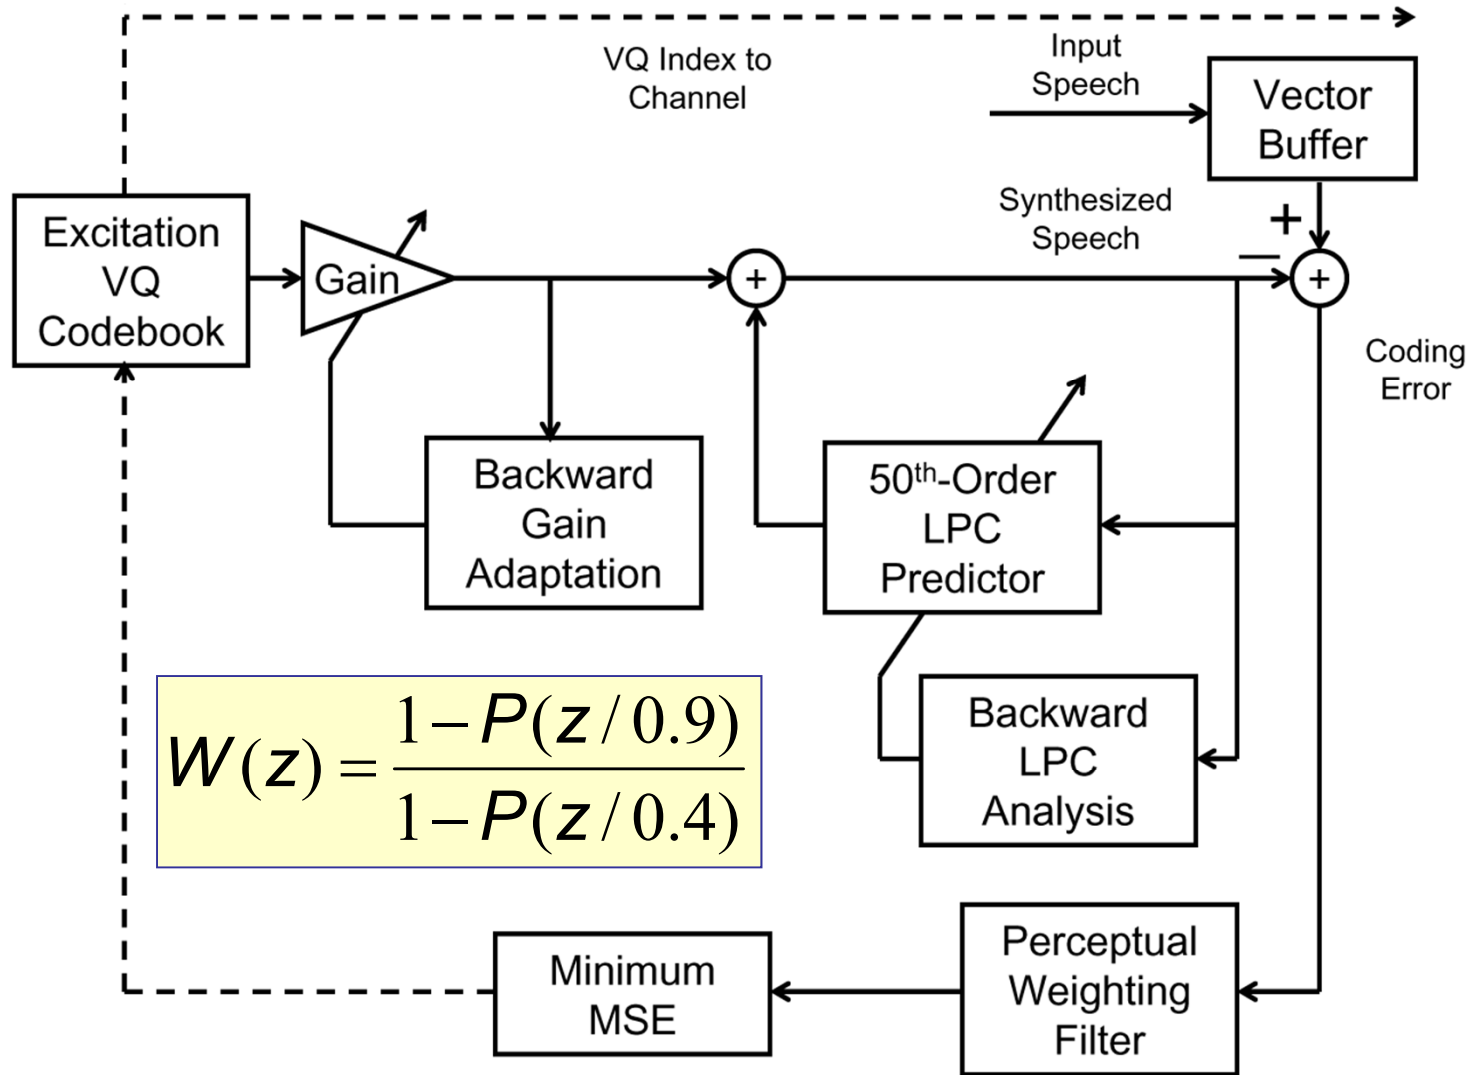 VQ Index to
Channel
Input
Speech
Vector
Buffer
Excitation
VQ
Codebook
Gain
+
Synthesized
Speech
+
−
+
Coding
Error
Backward
Gain
Adaptation
50th-Order
LPC
Predictor
Backward
LPC
Analysis
W(z) = 1−P(z/0.9)
1−P(z/0.4)
Minimum
MSE
Perceptual
Weighting
Filter